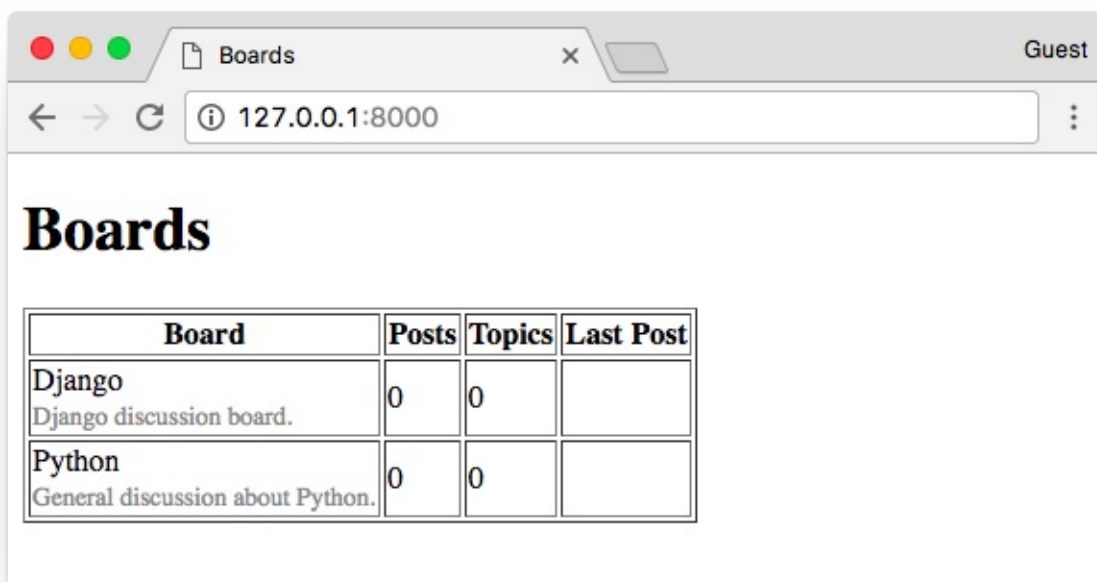 Boards
Guest
127.0.0.1:8000
Boards
Board Posts Topics Last Post
Django
Django discussion board.
0 0
Python
General discussion about Python.
0 0